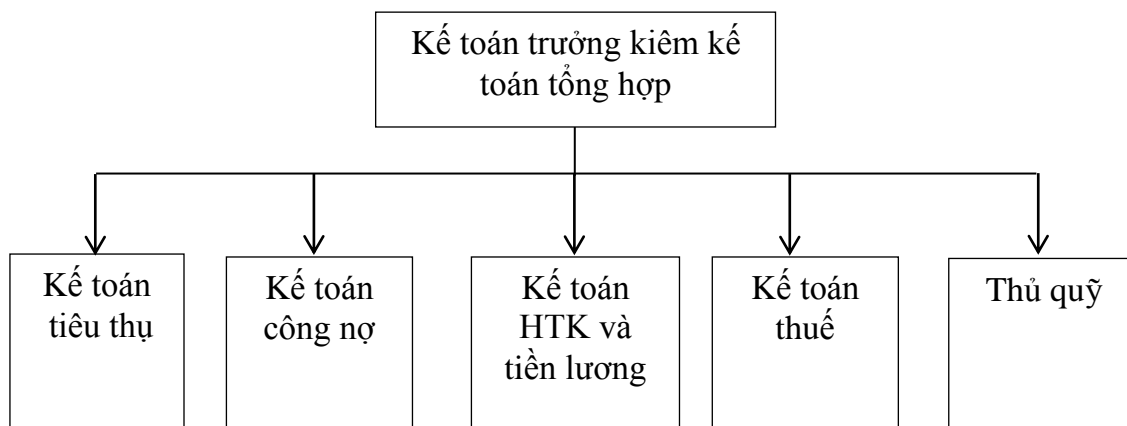 Kế toán trưởng kiêm kế
toán tổng hợp
Kế toán
tiêu thụ
Kế toán
công nợ
Kế toán
HTK và
tiền lương
Kế toán
thuế
Thủ quỹ